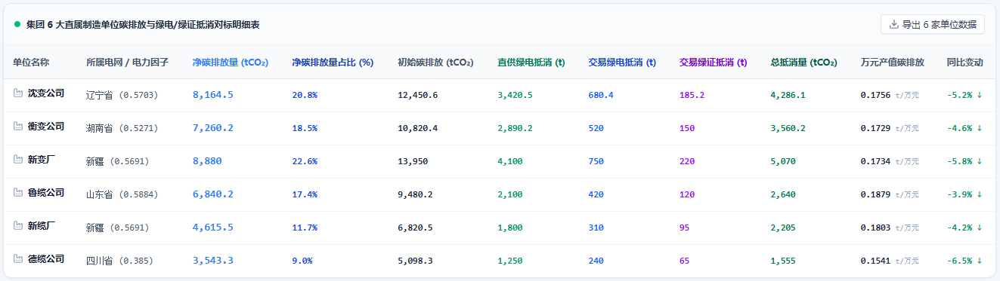 集团 6 大直属制造单位碳排放与绿电/绿证抵消对标明细表
导出 6 家单位数据
单位名称 所属电网 / 电力因子 净碳排放量 (tCO₂) 净碳排放量占比 (%) 初始碳排放 (tCO₂) 直供绿电抵消 (t) 交易绿电抵消 (t) 交易绿证抵消 (t) 总抵消量 (tCO₂) 万元产值碳排放 同比变动
沈变公司 辽宁省 (0.5703) 8,164.5 20.8% 12,450.6 3,420.5 680.4 185.2 4,286.1 0.1756 t/万元 -5.2% ↓
衡变公司 湖南省 (0.5271) 7,260.2 18.5% 10,820.4 2,890.2 520 150 3,560.2 0.1729 t/万元 -4.6% ↓
新变厂 新疆 (0.5691) 8,880 22.6% 13,950 4,100 750 220 5,070 0.1734 t/万元 -5.8% ↓
鲁缆公司 山东省 (0.5884) 6,840.2 17.4% 9,480.2 2,100 420 120 2,640 0.1879 t/万元 -3.9% ↓
新缆厂 新疆 (0.5691) 4,615.5 11.7% 6,820.5 1,800 310 95 2,205 0.1803 t/万元 -4.2% ↓
德缆公司 四川省 (0.385) 3,543.3 9.0% 5,098.3 1,250 240 65 1,555 0.1541 t/万元 -6.5% ↓